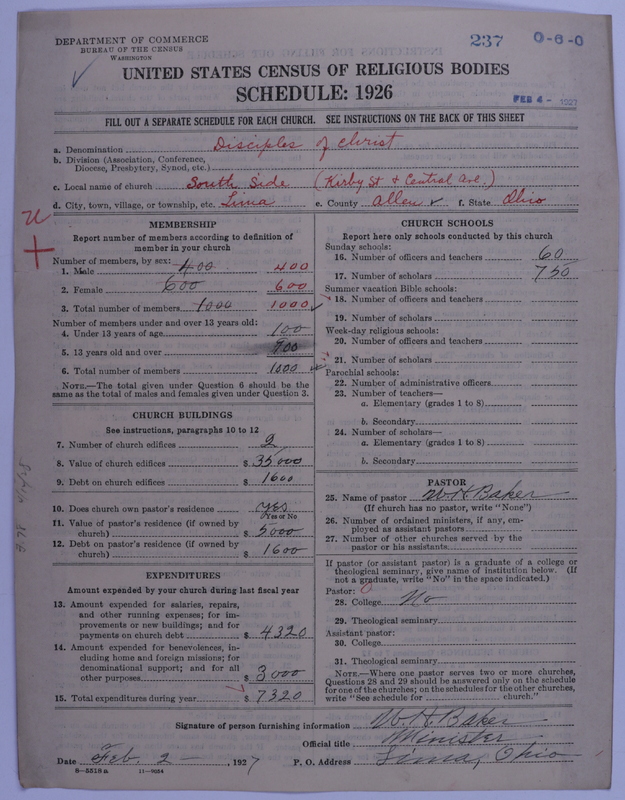 DEPARTMENT OF COMMERCE
BUREAU OF THE CENSUS
WASHINGTON
237 0-6-0
UNITED STATES CENSUS OF RELIGIOUS BODIES
SCHEDULE: 1926
FEB 4 - 1927
FILL OUT A SEPARATE SCHEDULE FOR EACH CHURCH. SEE INSTRUCTIONS ON THE BACK OF THIS SHEET
a. Denomination Disciples of Christ
b. Division (Association, Conference,
Diocese, Presbytery, Synod, etc.)
c. Local name of church South Side (Kirby St + Central Ave.)
d. City, town, village, or township, etc. Lima e. County Allen ✓ f. State Ohio
MEMBERSHIP
Report number of members according to definition of
member in your church
Number of members, by sex:
1. Male 400 400
2. Female 600 600
3. Total number of members 1000 1000 ✓
Number of members under and over 13 years old:
4. Under 13 years of age 100
5. 13 years old and over 900
6. Total number of members 1000 ✓
NOTE.—The total given under Question 6 should be the
same as the total of males and females given under Question 3.
CHURCH BUILDINGS
See instructions, paragraphs 10 to 12
7. Number of church edifices 2
8. Value of church edifices $ 35000
9. Debt on church edifices $ 1600
10. Does church own pastor's residence yes
Yes or No
11. Value of pastor's residence (if owned by
church) $ 5000
12. Debt on pastor's residence (if owned by
church) $ 1600
EXPENDITURES
Amount expended by your church during last fiscal year
13. Amount expended for salaries, repairs,
and other running expenses; for im-
provements or new buildings; and for
payments on church debt $ 4320
14. Amount expended for benevolences, in-
cluding home and foreign missions; for
denominational support; and for all
other purposes $ 3000
15. Total expenditures during year $ 7320
CHURCH SCHOOLS
Report here only schools conducted by this church
Sunday schools:
16. Number of officers and teachers 60
17. Number of scholars 750
Summer vacation Bible schools:
18. Number of officers and teachers
19. Number of scholars
Week-day religious schools:
20. Number of officers and teachers
21. Number of scholars
Parochial schools:
22. Number of administrative officers
23. Number of teachers—
a. Elementary (grades 1 to 8)
b. Secondary
24. Number of scholars—
a. Elementary (grades 1 to 8)
b. Secondary
PASTOR
25. Name of pastor W H Baker
(If church has no pastor, write "None")
26. Number of ordained ministers, if any, em-
ployed as assistant pastors
27. Number of other churches served by the
pastor or his assistants
If pastor (or assistant pastor) is a graduate of a college or
theological seminary, give name of institution below. (If
not a graduate, write "No" in the space indicated.)
Pastor: 0
28. College No
29. Theological seminary
Assistant pastor:
30. College
31. Theological seminary
NOTE.—Where one pastor serves two or more churches,
Questions 28 and 29 should be answered only on the schedule
for one of the churches; on the schedules for the other churches,
write "See schedule for church."
Signature of person furnishing information W. H. Baker
Official title Minister
Date Feb. 2 — , 1927 P. O. Address Lima, Ohio
8—5518 a 11—9054